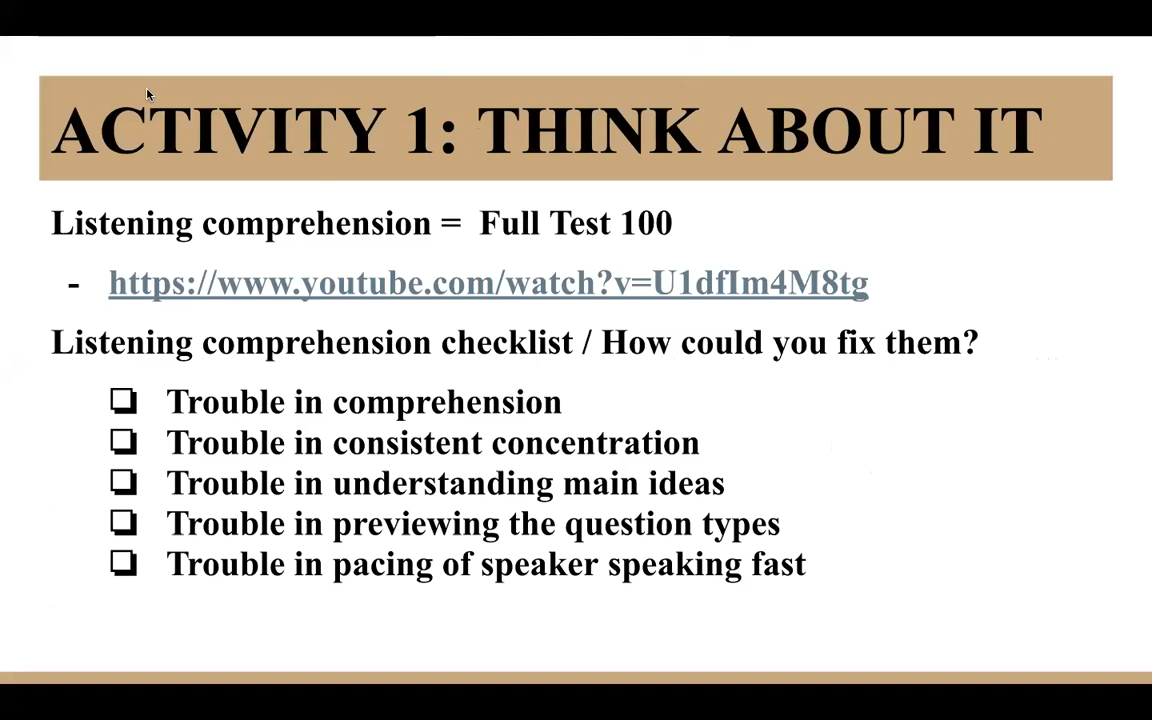 ACTIVITY 1: THINK ABOUT IT
Listening comprehension = Full Test 100
- https://www.youtube.com/watch?v=U1dfIm4M8tg
Listening comprehension checklist / How could you fix them?
❏ Trouble in comprehension
❏ Trouble in consistent concentration
❏ Trouble in understanding main ideas
❏ Trouble in previewing the question types
❏ Trouble in pacing of speaker speaking fast